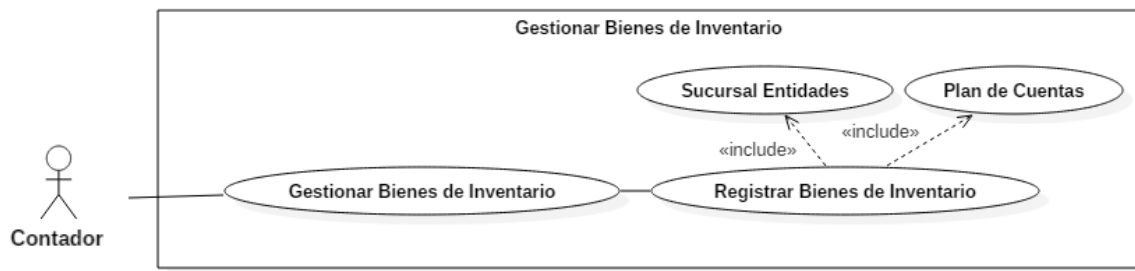 Gestionar Bienes de Inventario
Sucursal Entidades
Plan de Cuentas
«include»
«include»
Gestionar Bienes de Inventario
Registrar Bienes de Inventario
Contador